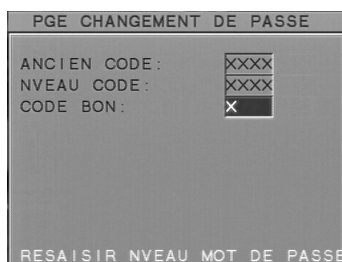 PGE CHANGEMENT DE PASSE
ANCIEN CODE: XXXX
NVEAU CODE: XXXX
CODE BON: X
RESAISIR NVEAU MOT DE PASSE